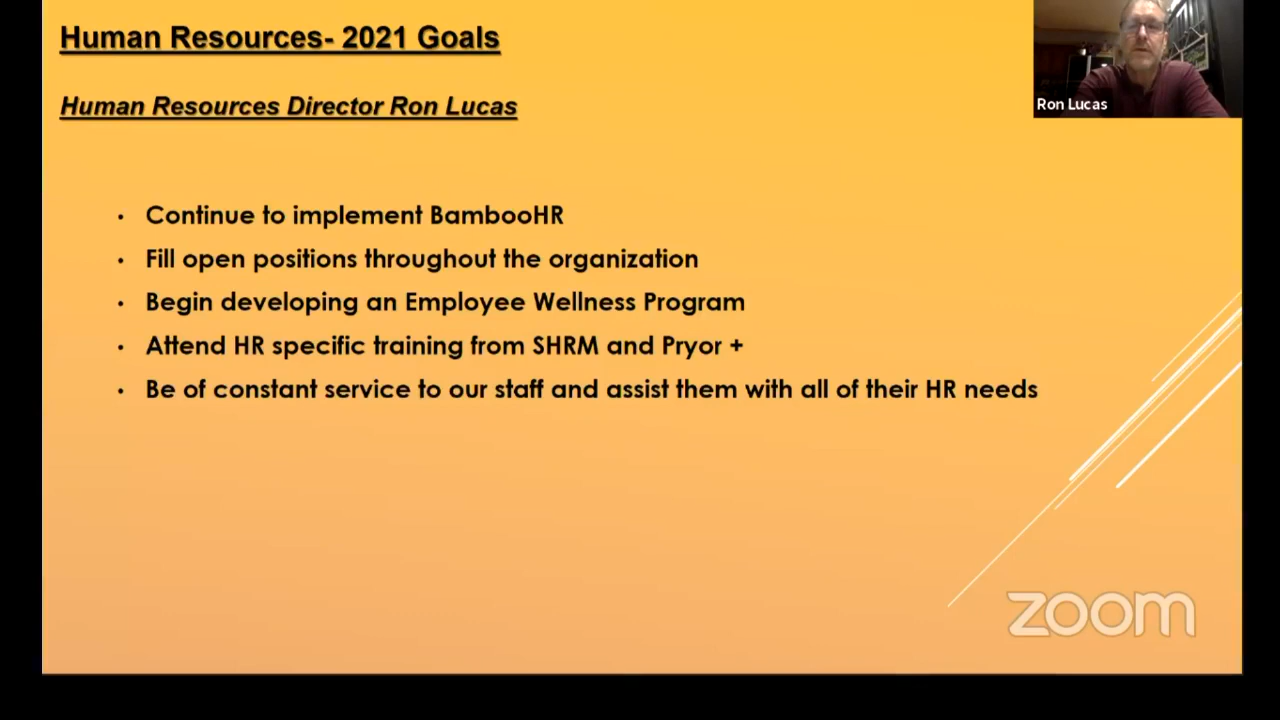 Human Resources- 2021 Goals
Human Resources Director Ron Lucas
Ron Lucas
• Continue to implement BambooHR
• Fill open positions throughout the organization
• Begin developing an Employee Wellness Program
• Attend HR specific training from SHRM and Pryor +
• Be of constant service to our staff and assist them with all of their HR needs
zoom